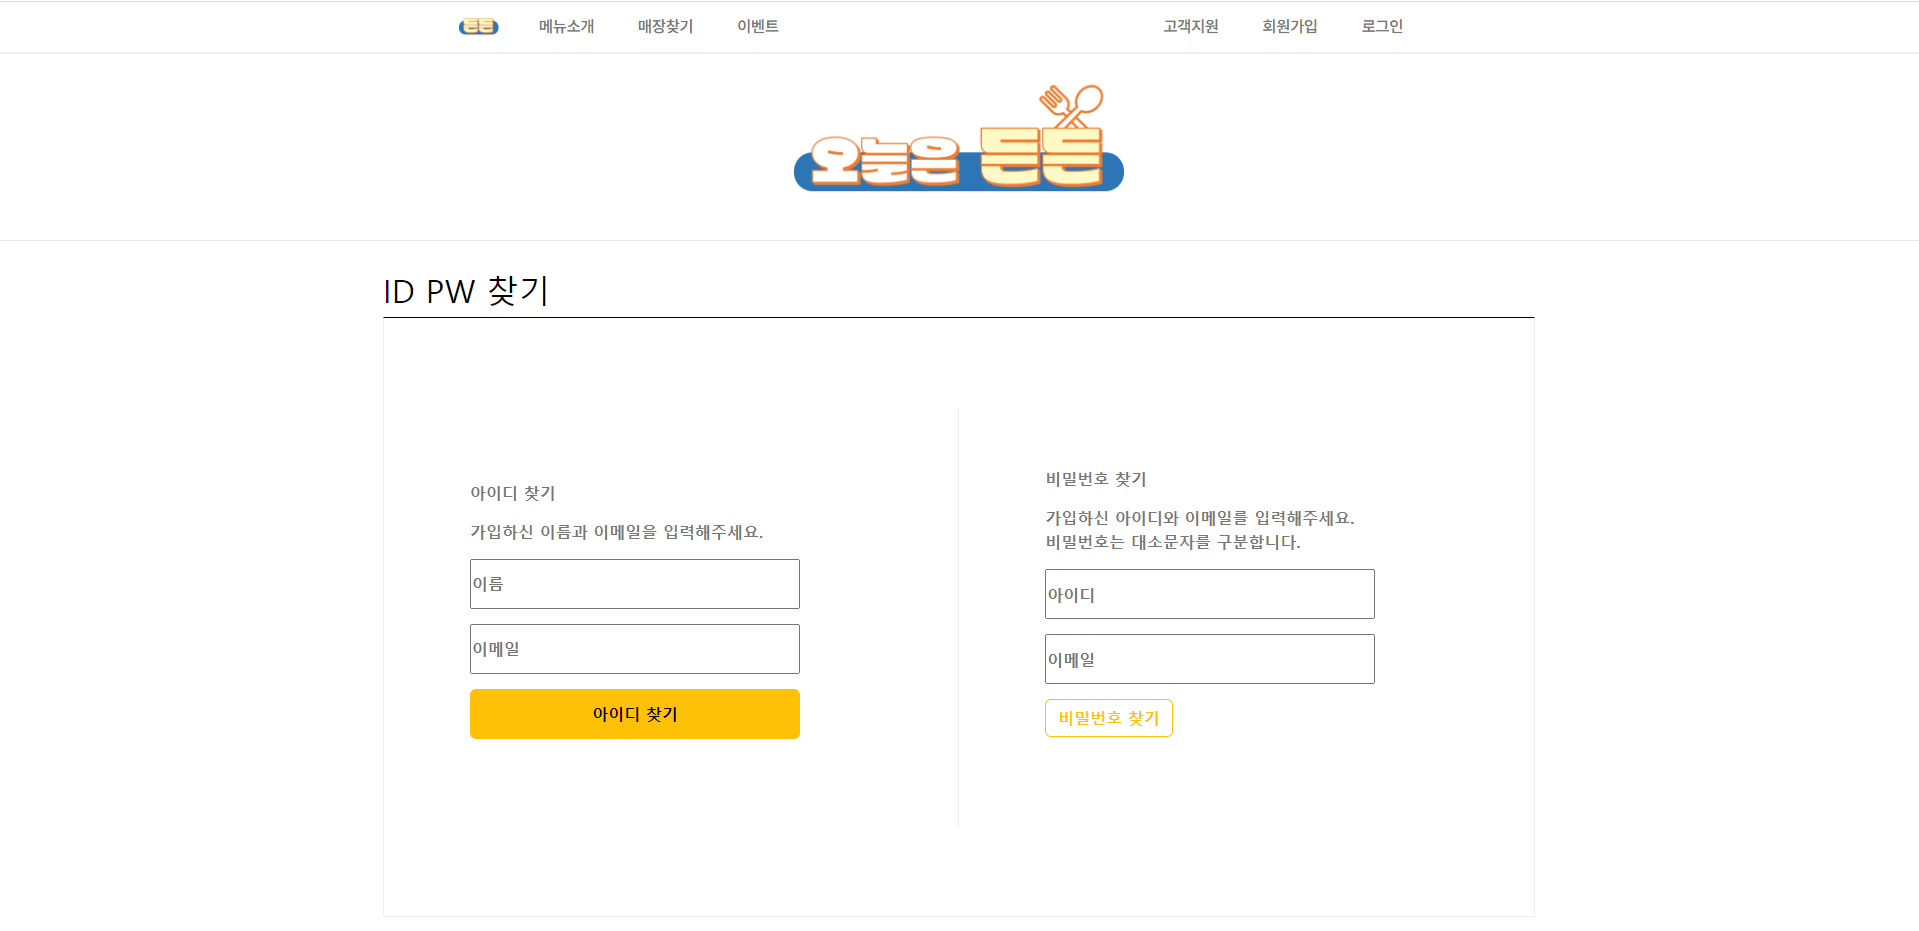 든든 메뉴소개 매장찾기 이벤트 고객지원 회원가입 로그인
오늘은 든든
ID PW 찾기
아이디 찾기
가입하신 이름과 이메일을 입력해주세요.
이름
이메일
아이디 찾기
비밀번호 찾기
가입하신 아이디와 이메일를 입력해주세요.
비밀번호는 대소문자를 구분합니다.
아이디
이메일
비밀번호 찾기